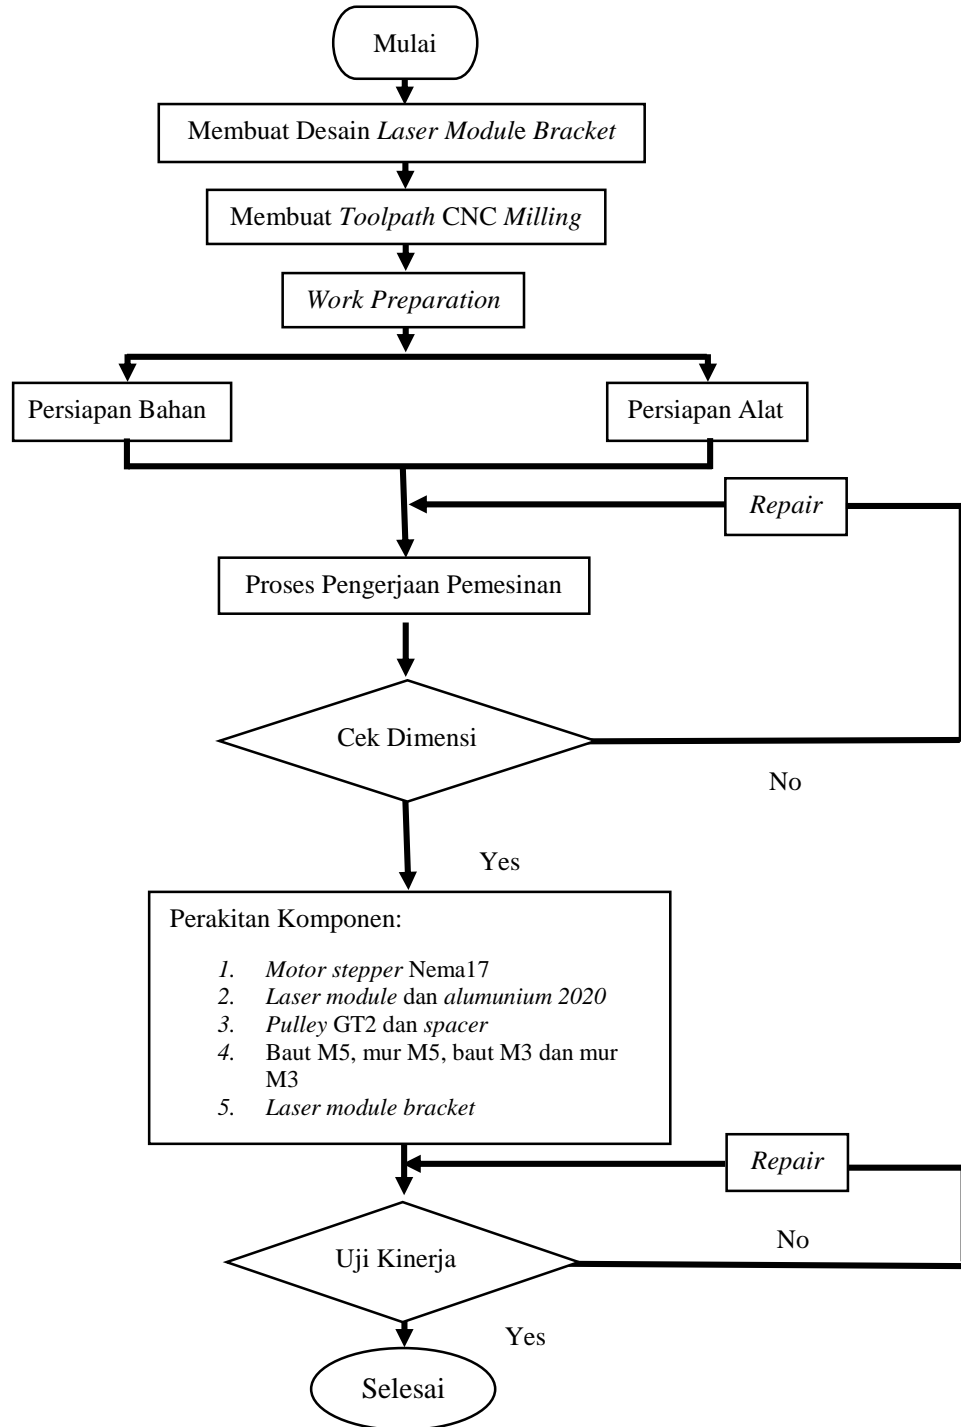 Mulai
Membuat Desain Laser Module Bracket
Membuat Toolpath CNC Milling
Work Preparation
Persiapan Bahan
Persiapan Alat
Repair
Proses Pengerjaan Pemesinan
Cek Dimensi
No
Yes
Perakitan Komponen:
1. Motor stepper Nema17
2. Laser module dan alumunium 2020
3. Pulley GT2 dan spacer
4. Baut M5, mur M5, baut M3 dan mur
M3
5. Laser module bracket
Repair
Uji Kinerja
No
Yes
Selesai